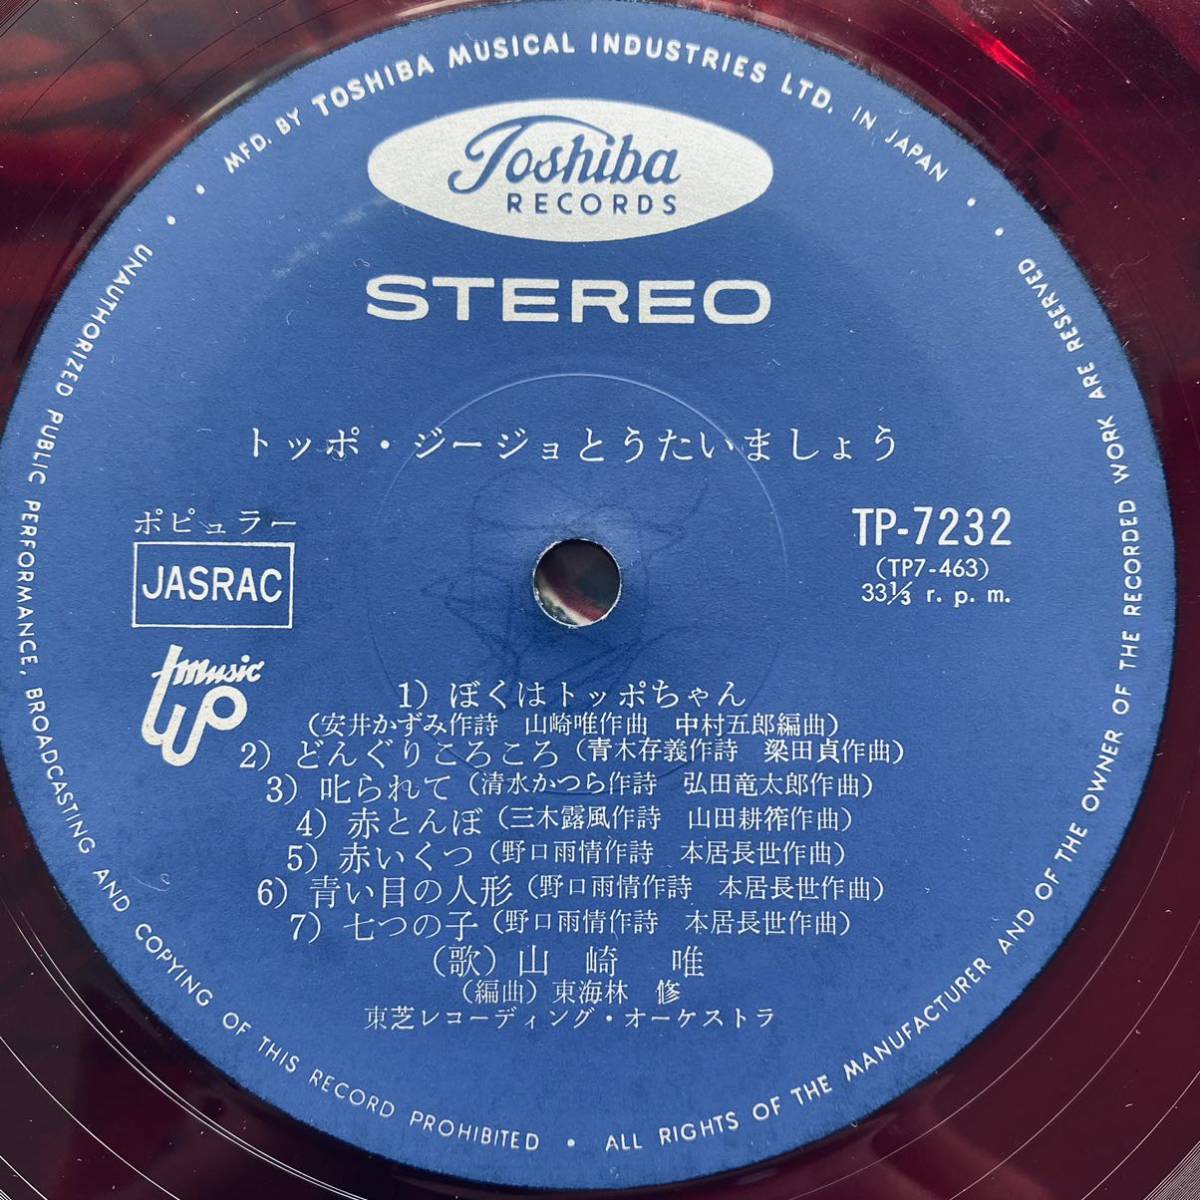 MFD. BY TOSHIBA MUSICAL INDUSTRIES LTD. IN JAPAN
Toshiba
RECORDS
STEREO
トッポ・ジージョとうたいましょう
ポピュラー
JASRAC
music
up
TP-7232
(TP7-463)
33⅓ r. p. m.
1) ぼくはトッポちゃん
(安井かずみ作詩 山崎唯作曲 中村五郎編曲)
2) どんぐりころころ (青木存義作詩 梁田貞作曲)
3) 叱られて (清水かつら作詩 弘田竜太郎作曲)
4) 赤とんぼ (三木露風作詩 山田耕筰作曲)
5) 赤いくつ (野口雨情作詩 本居長世作曲)
6) 青い目の人形 (野口雨情作詩 本居長世作曲)
7) 七つの子 (野口雨情作詩 本居長世作曲)
(歌) 山崎 唯
(編曲) 東海林 修
東芝レコーディング・オーケストラ
UNAUTHORIZED PUBLIC PERFORMANCE, BROADCASTING AND COPYING OF THIS RECORD PROHIBITED • ALL RIGHTS OF THE MANUFACTURER AND OF THE OWNER OF THE RECORDED WORK ARE RESERVED